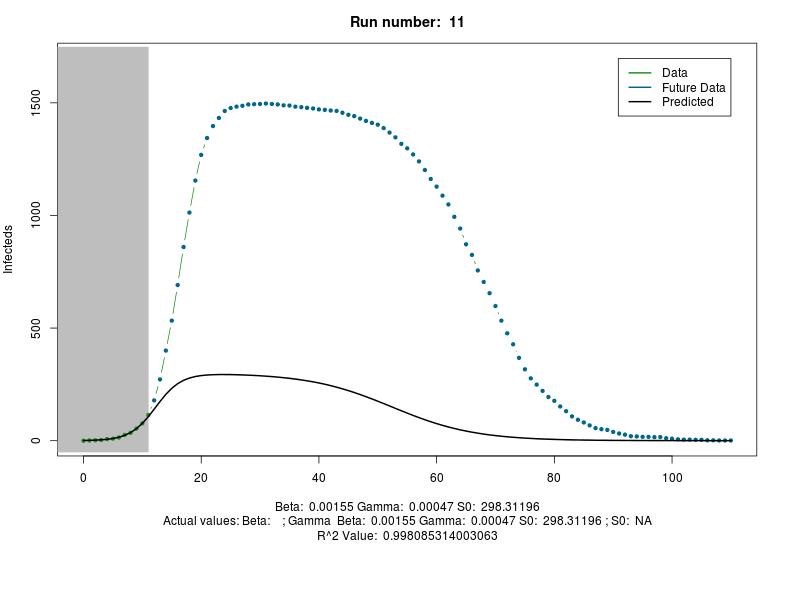 Run number: 11
Data
Future Data
Predicted
Infecteds
1500
1000
500
0
0 20 40 60 80 100
Beta: 0.00155 Gamma: 0.00047 S0: 298.31196
Actual values: Beta: ; Gamma Beta: 0.00155 Gamma: 0.00047 S0: 298.31196 ; S0: NA
R^2 Value: 0.998085314003063